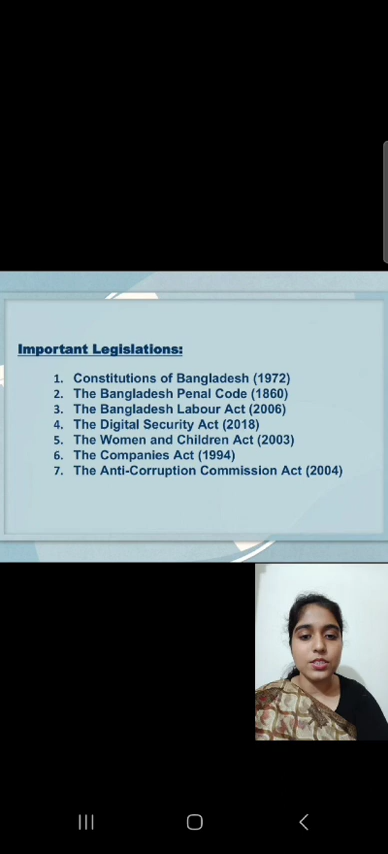 Important Legislations:
1. Constitutions of Bangladesh (1972)
2. The Bangladesh Penal Code (1860)
3. The Bangladesh Labour Act (2006)
4. The Digital Security Act (2018)
5. The Women and Children Act (2003)
6. The Companies Act (1994)
7. The Anti-Corruption Commission Act (2004)